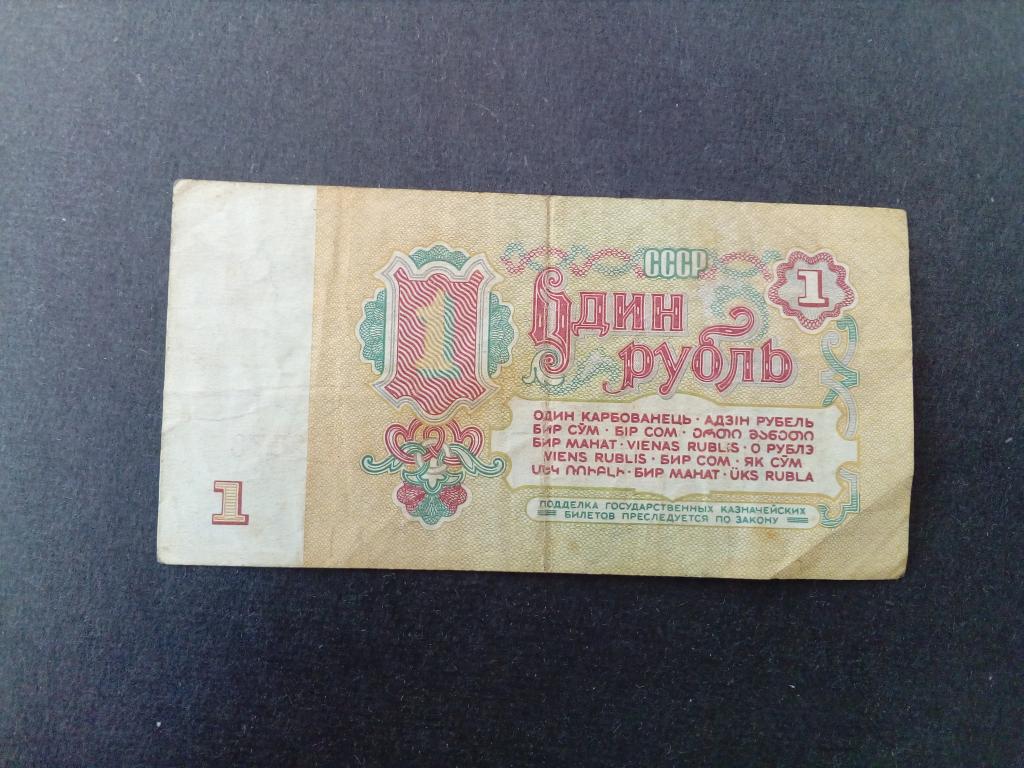 СССР
1
1
Один
рубль
ОДИН КАРБОВАНЕЦЬ · АДЗІН РУБЕЛЬ
БИР СЎМ · БІР СОМ · ᲔᲠᲗᲘ ᲛᲐᲜᲔᲗᲘ
БИР МАНАТ · VIENAS RUBLIS · О РУБЛЭ
VIENS RUBLIS · БИР СОМ · ЯК СЎМ
ՄԵԿ ՌՈՒԲԼԻ · БИР МАНАТ · ÜKS RUBLA
1
ПОДДЕЛКА ГОСУДАРСТВЕННЫХ КАЗНАЧЕЙСКИХ
БИЛЕТОВ ПРЕСЛЕДУЕТСЯ ПО ЗАКОНУ